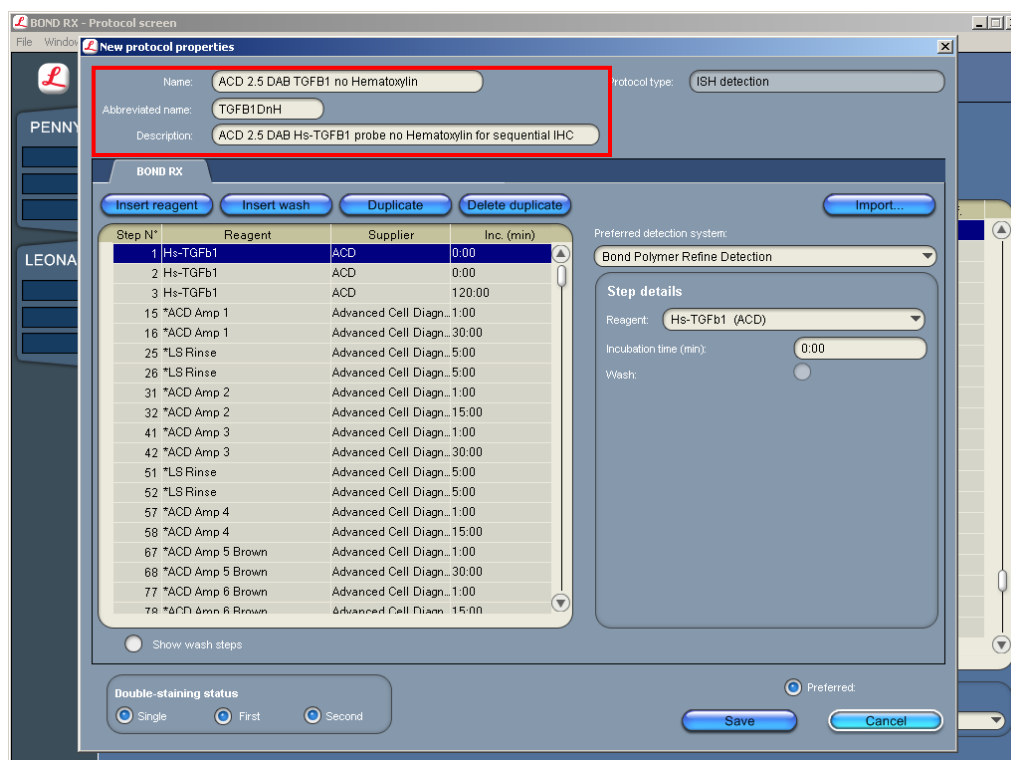 BOND RX - Protocol screen
File Window
New protocol properties
Name: ACD 2.5 DAB TGFB1 no Hematoxylin
Protocol type: ISH detection
Abbreviated name: TGFB1DnH
Description: ACD 2.5 DAB Hs-TGFB1 probe no Hematoxylin for sequential IHC
PENNY
LEONA
BOND RX
Insert reagent Insert wash Duplicate Delete duplicate Import...
Step N° Reagent Supplier Inc. (min)
1 Hs-TGFb1 ACD 0:00
2 Hs-TGFb1 ACD 0:00
3 Hs-TGFb1 ACD 120:00
15 *ACD Amp 1 Advanced Cell Diagn... 1:00
16 *ACD Amp 1 Advanced Cell Diagn... 30:00
25 *LS Rinse Advanced Cell Diagn... 5:00
26 *LS Rinse Advanced Cell Diagn... 5:00
31 *ACD Amp 2 Advanced Cell Diagn... 1:00
32 *ACD Amp 2 Advanced Cell Diagn... 15:00
41 *ACD Amp 3 Advanced Cell Diagn... 1:00
42 *ACD Amp 3 Advanced Cell Diagn... 30:00
51 *LS Rinse Advanced Cell Diagn... 5:00
52 *LS Rinse Advanced Cell Diagn... 5:00
57 *ACD Amp 4 Advanced Cell Diagn... 1:00
58 *ACD Amp 4 Advanced Cell Diagn... 15:00
67 *ACD Amp 5 Brown Advanced Cell Diagn... 1:00
68 *ACD Amp 5 Brown Advanced Cell Diagn... 30:00
77 *ACD Amp 6 Brown Advanced Cell Diagn... 1:00
78 *ACD Amp 6 Brown Advanced Cell Diagn... 15:00
Preferred detection system:
Bond Polymer Refine Detection
Step details
Reagent: Hs-TGFb1 (ACD)
Incubation time (min): 0:00
Wash:
Show wash steps
Double-staining status
Single First Second
Preferred:
Save Cancel